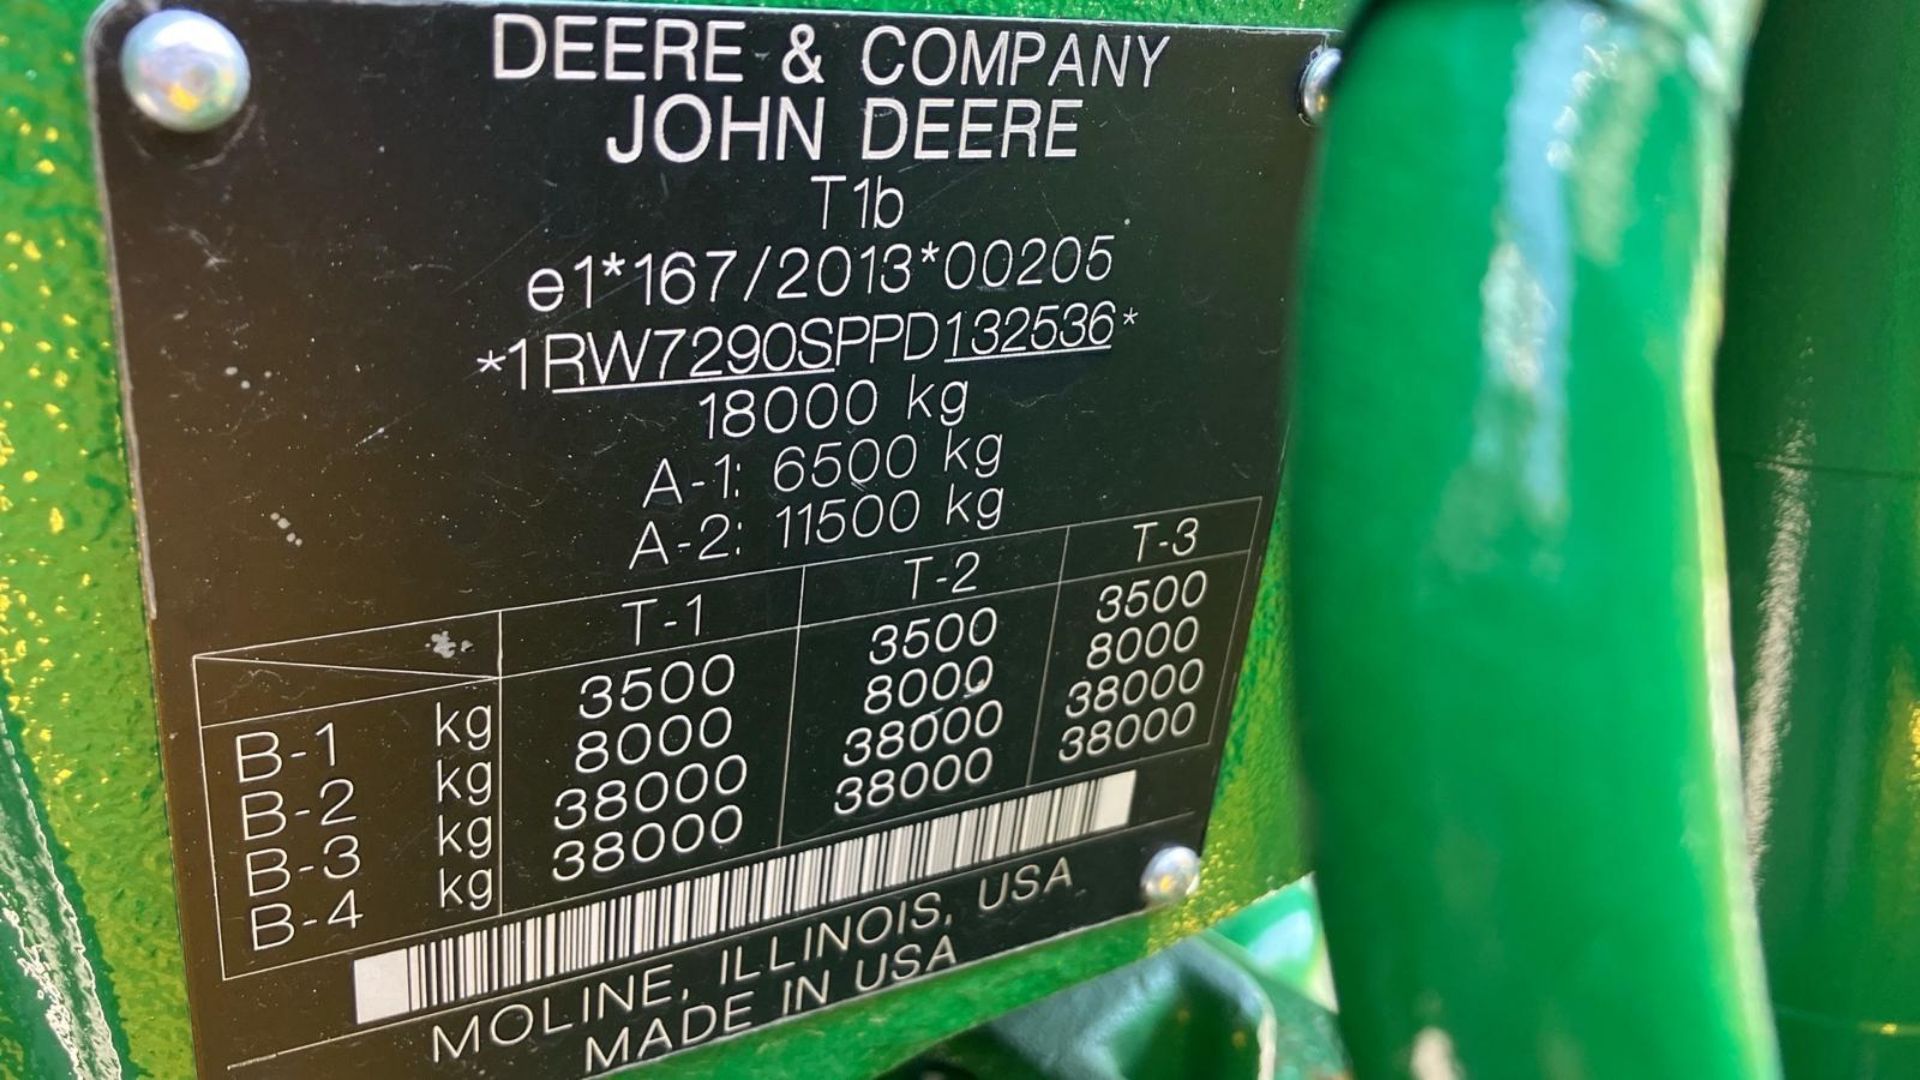 DEERE & COMPANY
JOHN DEERE
T1b
e1*167/2013*00205
*1RW7290SPPD132536*
18000 kg
A-1: 6500 kg
A-2: 11500 kg
T-1 T-2 T-3
B-1 kg 3500 3500 3500
B-2 kg 8000 8000 8000
B-3 kg 38000 38000 38000
B-4 kg 38000 38000 38000
MOLINE, ILLINOIS, USA
MADE IN USA